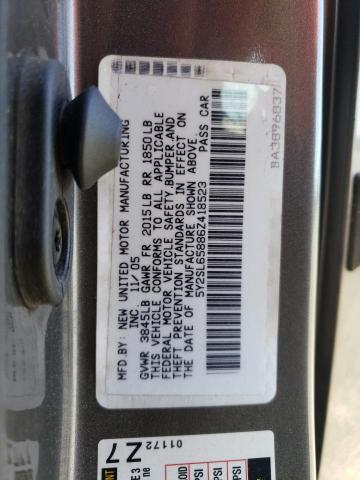 MFD. BY: NEW UNITED MOTOR MANUFACTURING
INC. 11/05
GVWR 3845LB GAWR FR 2015LB RR 1850LB
THIS VEHICLE CONFORMS TO ALL APPLICABLE
FEDERAL MOTOR VEHICLE SAFETY,BUMPER,AND
THEFT PREVENTION STANDARDS IN EFFECT ON
THE DATE OF MANUFACTURE SHOWN ABOVE
5Y2SL65886Z418523 PASS CAR
01172
Z7
PSI
PSI